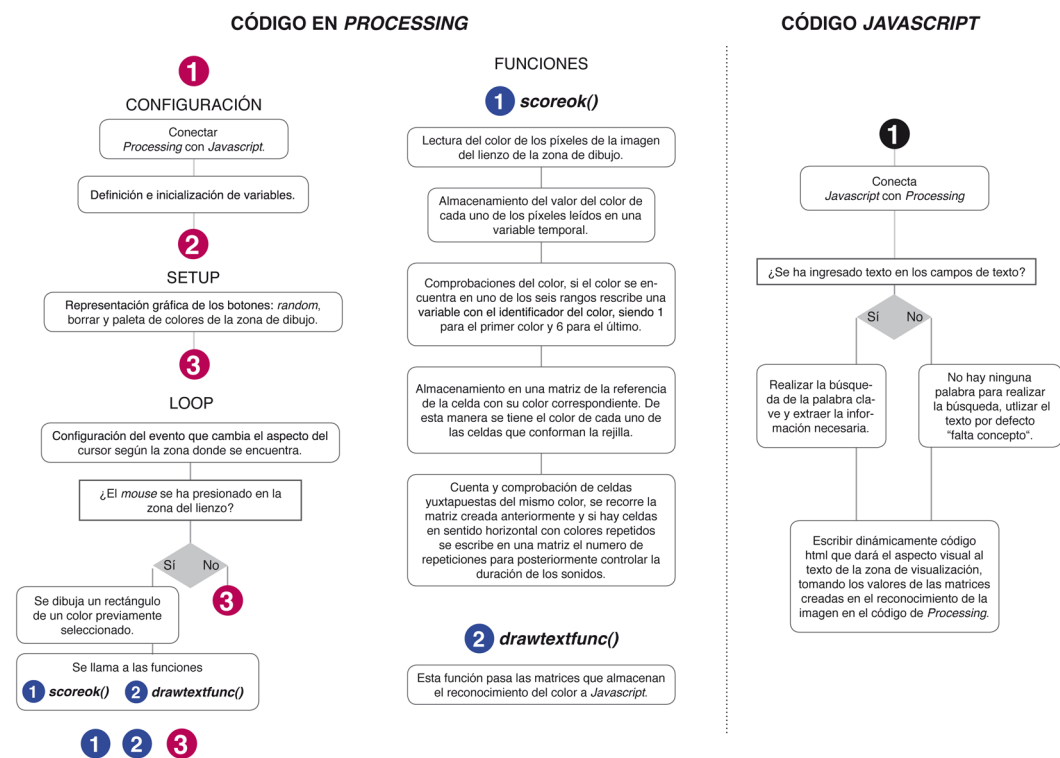 CÓDIGO EN PROCESSING
1
CONFIGURACIÓN
Conectar
Processing con Javascript.
Definición e inicialización de variables.
2
SETUP
Representación gráfica de los botones: random,
borrar y paleta de colores de la zona de dibujo.
3
LOOP
Configuración del evento que cambia el aspecto del
cursor según la zona donde se encuentra.
¿El mouse se ha presionado en la
zona del lienzo?
Sí No
3
Se dibuja un rectángulo
de un color previamente
seleccionado.
Se llama a las funciones
1 scoreok() 2 drawtextfunc()
1 2 3
FUNCIONES
1 scoreok()
Lectura del color de los píxeles de la imagen
del lienzo de la zona de dibujo.
Almacenamiento del valor del color de
cada uno de los píxeles leídos en una
variable temporal.
Comprobaciones del color, si el color se en-
cuentra en uno de los seis rangos rescribe una
variable con el identificador del color, siendo 1
para el primer color y 6 para el último.
Almacenamiento en una matriz de la referencia
de la celda con su color correspondiente. De
esta manera se tiene el color de cada uno de
las celdas que conforman la rejilla.
Cuenta y comprobación de celdas
yuxtapuestas del mismo color, se recorre la
matriz creada anteriormente y si hay celdas
en sentido horizontal con colores repetidos
se escribe en una matriz el numero de
repeticiones para posteriormente controlar la
duración de los sonidos.
2 drawtextfunc()
Esta función pasa las matrices que almacenan
el reconocimiento del color a Javascript.
CÓDIGO JAVASCRIPT
1
Conecta
Javascript con Processing
¿Se ha ingresado texto en los campos de texto?
Sí No
Realizar la búsque-
da de la palabra cla-
ve y extraer la infor-
mación necesaria.
No hay ninguna
palabra para realizar
la búsqueda, utlizar el
texto por defecto
“falta concepto“.
Escribir dinámicamente código
html que dará el aspecto visual al
texto de la zona de visualización,
tomando los valores de las matrices
creadas en el reconocimiento de la
imagen en el código de Processing.